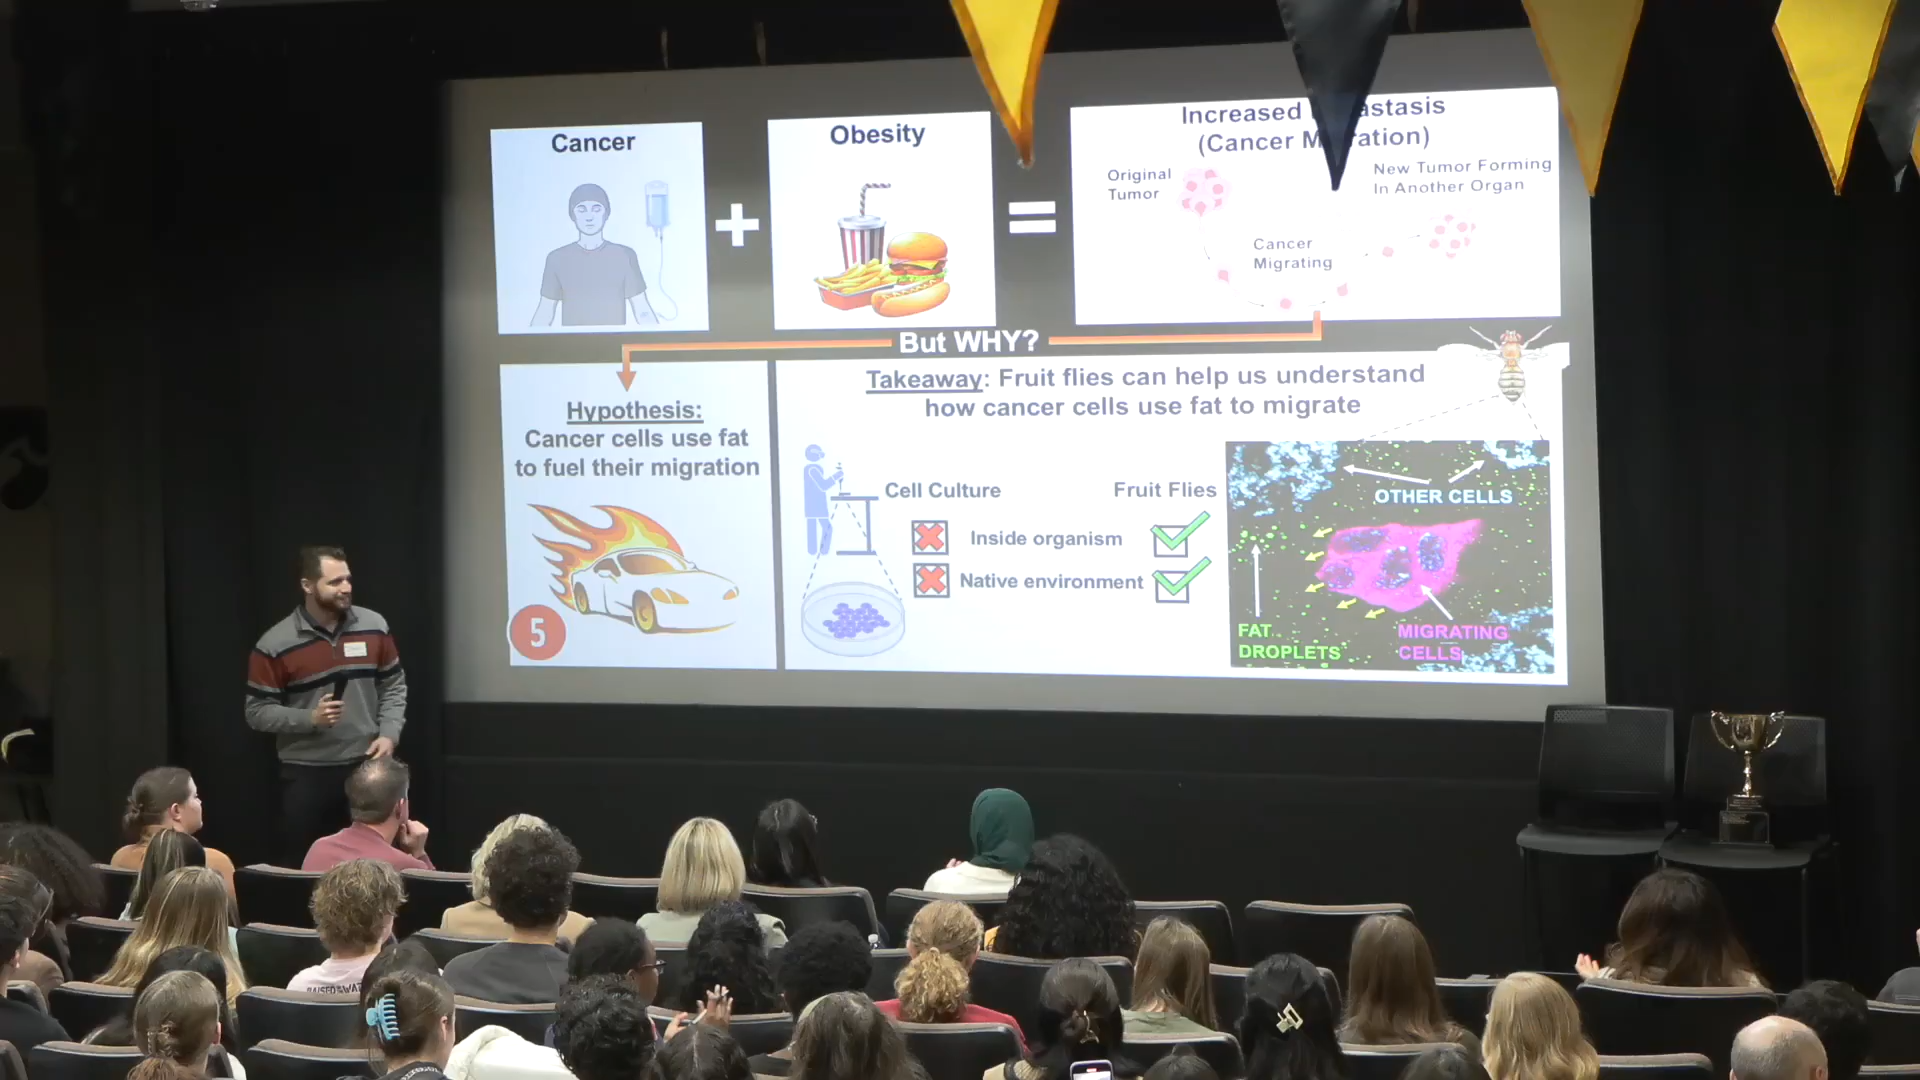 Cancer
Obesity
Increased astasis
(Cancer M ration)
Original
Tumor
New Tumor Forming
In Another Organ
Cancer
Migrating
But WHY?
Hypothesis:
Cancer cells use fat
to fuel their migration
5
Takeaway: Fruit flies can help us understand
how cancer cells use fat to migrate
Cell Culture
Fruit Flies
Inside organism
Native environment
OTHER CELLS
FAT
DROPLETS
MIGRATING
CELLS